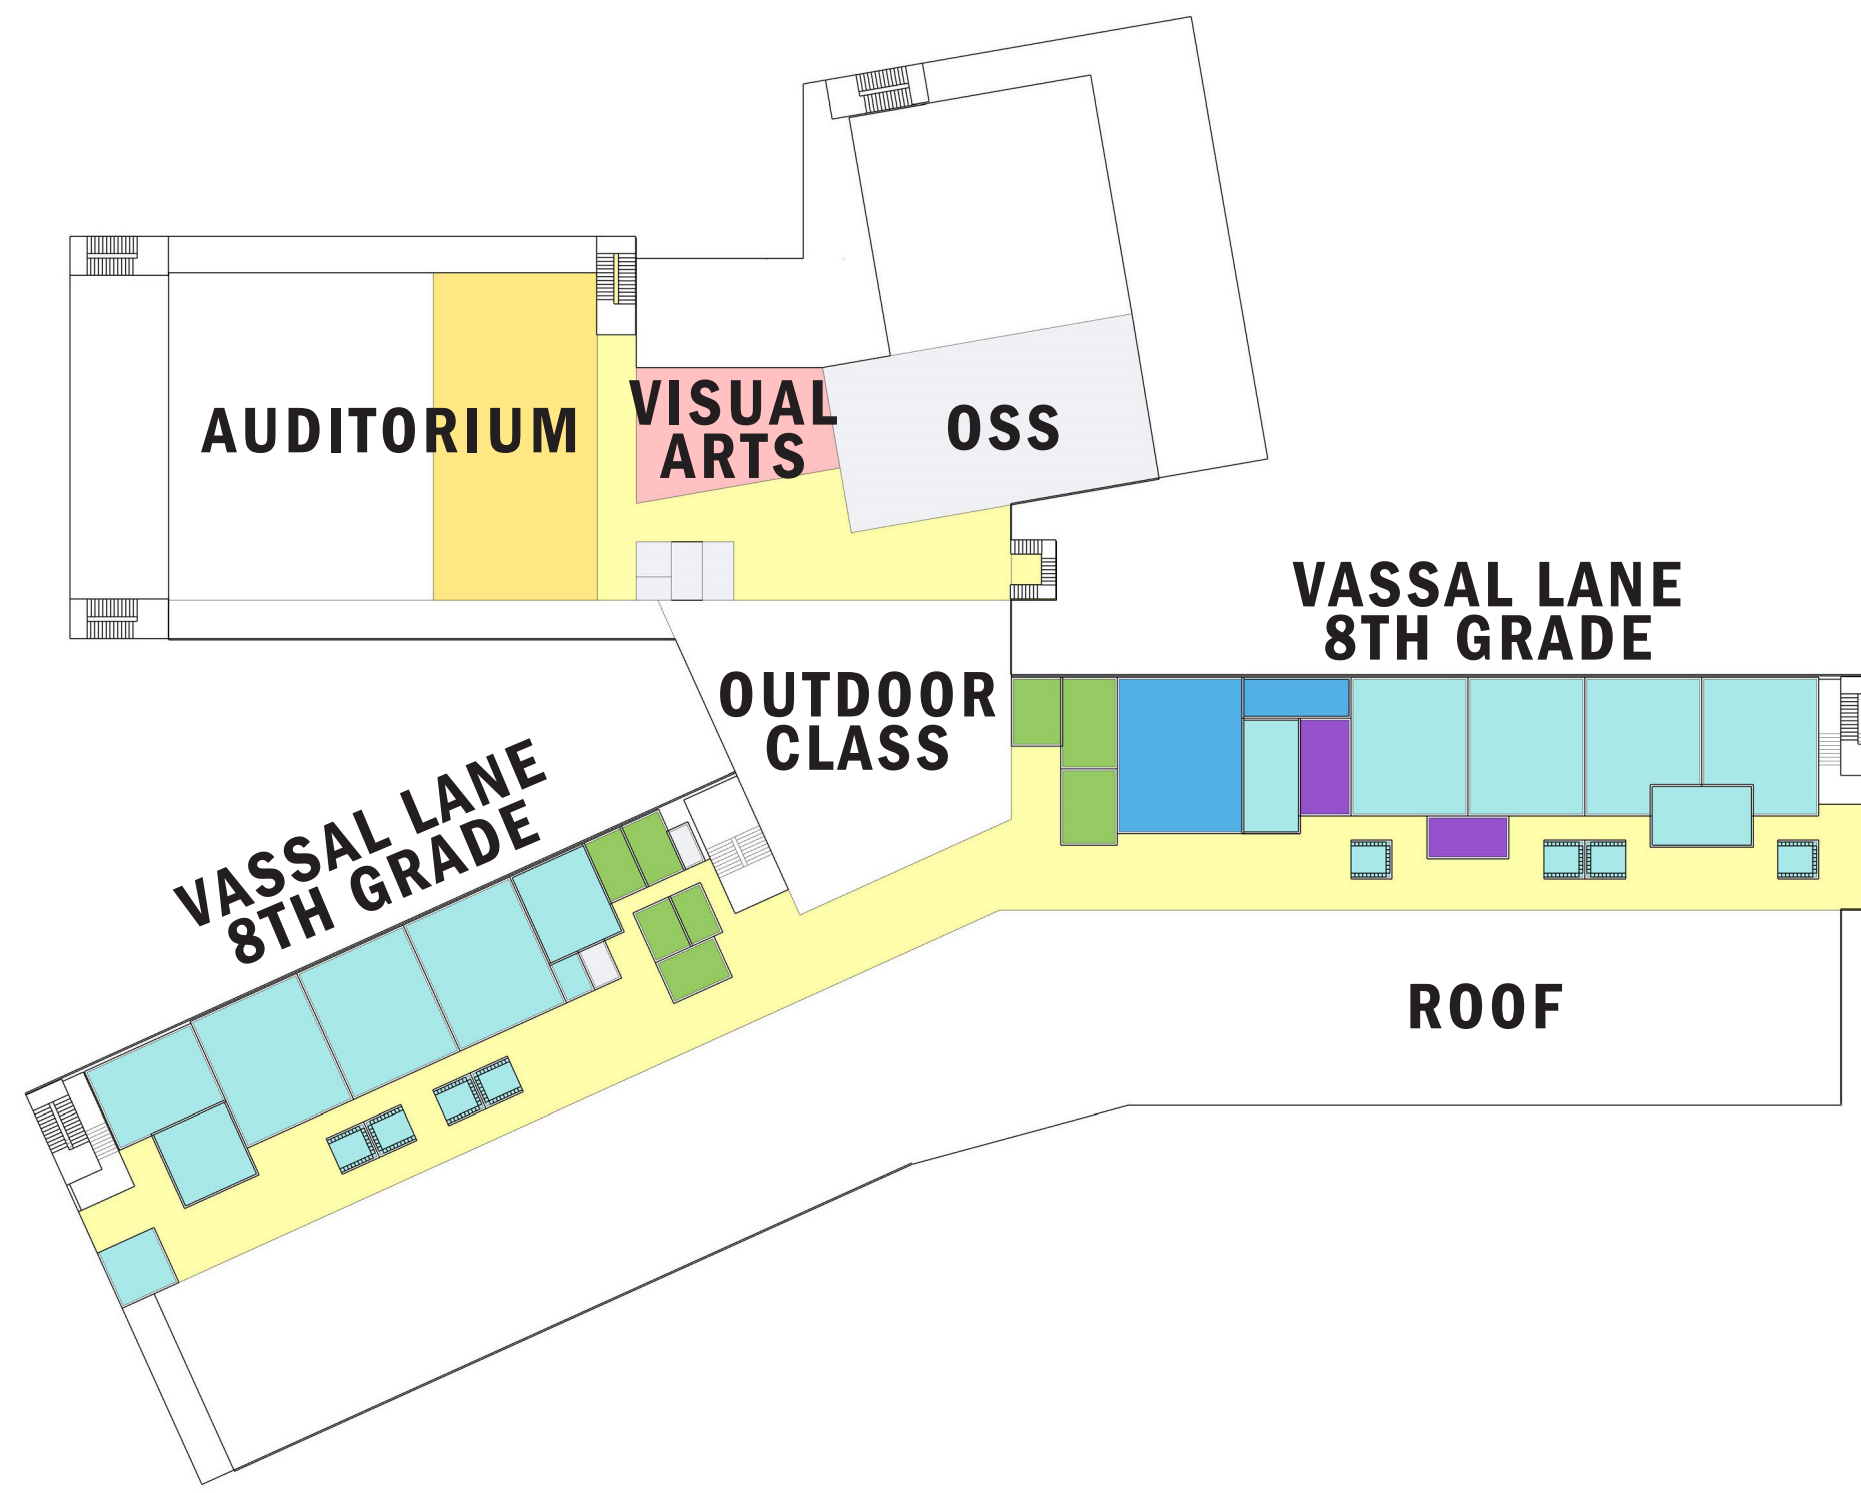 VISUAL
ARTS
AUDITORIUM
OSS
VASSAL LANE
8TH GRADE
OUTDOOR
CLASS
VASSAL LANE
8TH GRADE
ROOF